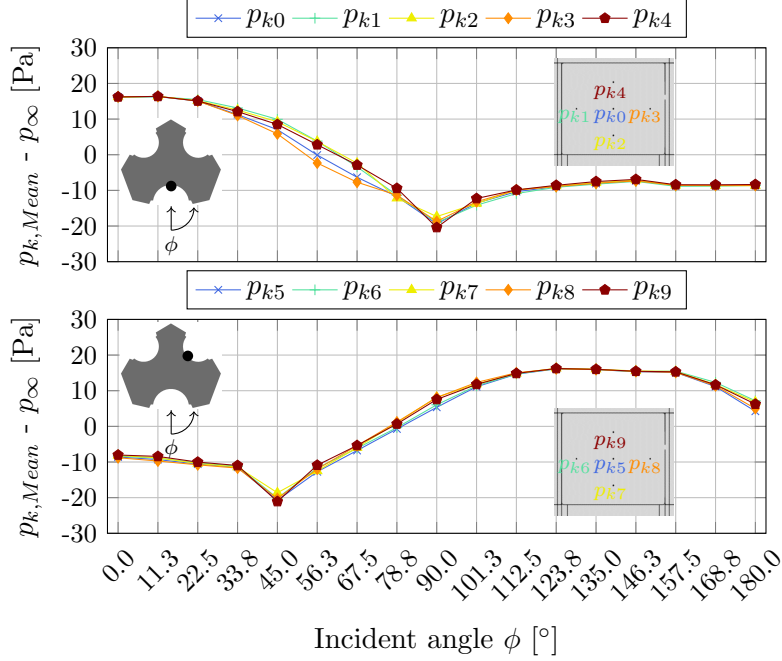 p_{k0} p_{k1} p_{k2} p_{k3} p_{k4}
p_{k,Mean} - p_∞ [Pa]
30
20
10
0
-10
-20
-30
ϕ
p_{k4}
p_{k1} p_{k0} p_{k3}
p_{k2}
p_{k5} p_{k6} p_{k7} p_{k8} p_{k9}
p_{k,Mean} - p_∞ [Pa]
30
20
10
0
-10
-20
-30
ϕ
p_{k9}
p_{k6} p_{k5} p_{k8}
p_{k7}
0.0 11.3 22.5 33.8 45.0 56.3 67.5 78.8 90.0 101.3 112.5 123.8 135.0 146.3 157.5 168.8 180.0
Incident angle ϕ [°]